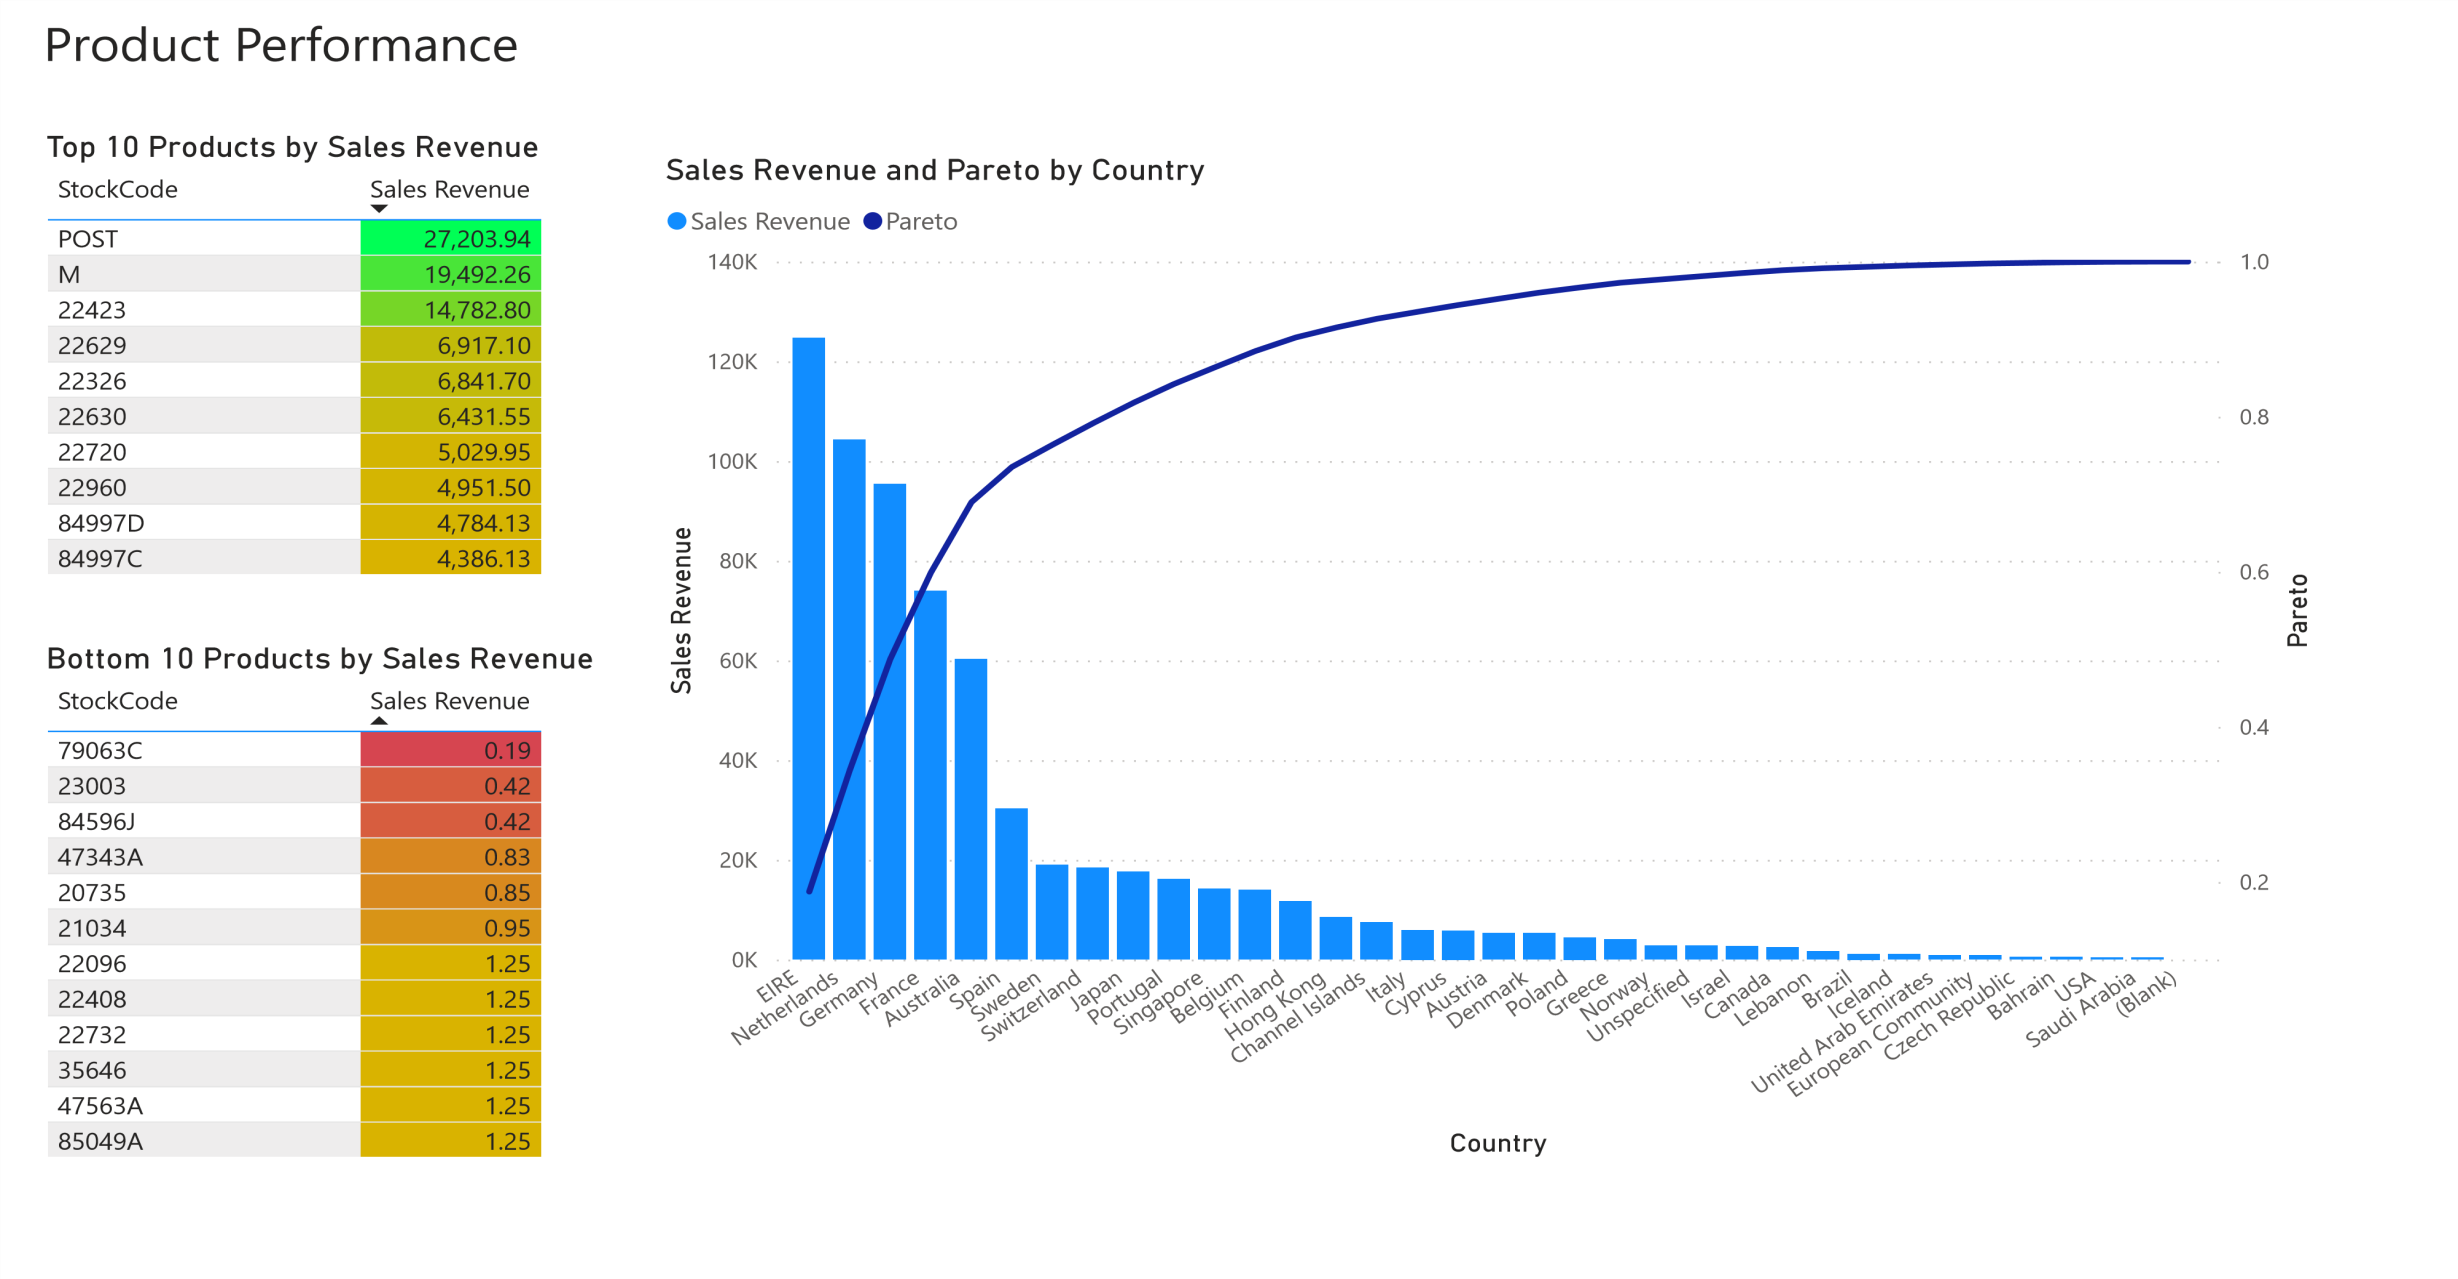 Product Performance
Top 10 Products by Sales Revenue
StockCode Sales Revenue
POST 27,203.94
M 19,492.26
22423 14,782.80
22629 6,917.10
22326 6,841.70
22630 6,431.55
22720 5,029.95
22960 4,951.50
84997D 4,784.13
84997C 4,386.13
Bottom 10 Products by Sales Revenue
StockCode Sales Revenue
79063C 0.19
23003 0.42
84596J 0.42
47343A 0.83
20735 0.85
21034 0.95
22096 1.25
22408 1.25
22732 1.25
35646 1.25
47563A 1.25
85049A 1.25
Sales Revenue and Pareto by Country
Sales Revenue Pareto
140K
120K
100K
80K
60K
40K
20K
0K
Sales Revenue
1.0
0.8
0.6
0.4
0.2
Pareto
EIRE
Netherlands
Germany
France
Australia
Spain
Sweden
Switzerland
Japan
Portugal
Singapore
Belgium
Finland
Hong Kong
Channel Islands
Italy
Cyprus
Austria
Denmark
Poland
Greece
Norway
Unspecified
Israel
Canada
Lebanon
Brazil
Iceland
United Arab Emirates
European Community
Czech Republic
Bahrain
USA
Saudi Arabia
(Blank)
Country